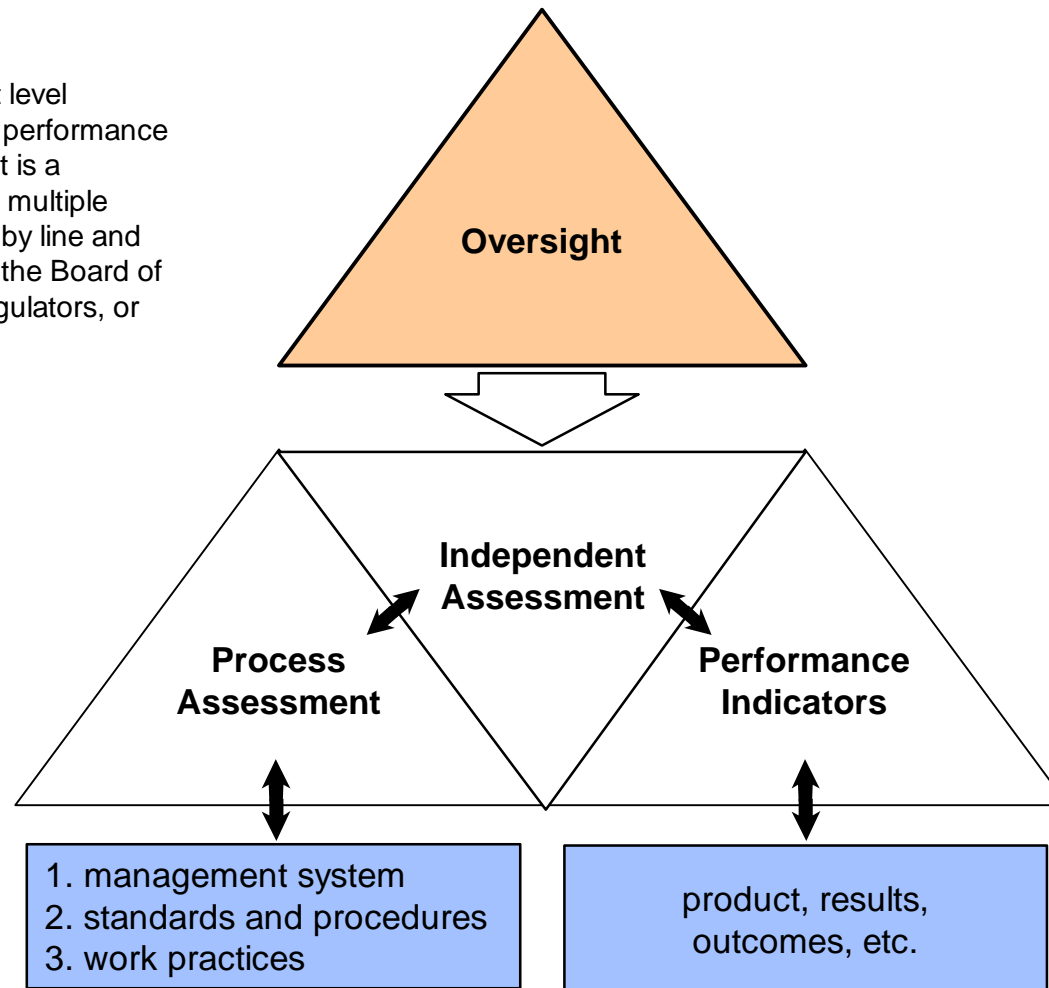 level
performance
t is a
multiple
by line and
the Board of
gulators, or
Oversight
Independent
Assessment
Process
Assessment
Performance
Indicators
1. management system
2. standards and procedures
3. work practices
product, results,
outcomes, etc.